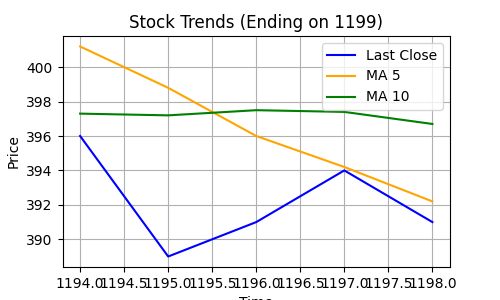 Stock Trends (Ending on 1199)
Last Close
MA 5
MA 10
Price
400
398
396
394
392
390
1194.0 1194.5 1195.0 1195.5 1196.0 1196.5 1197.0 1197.5 1198.0
Time